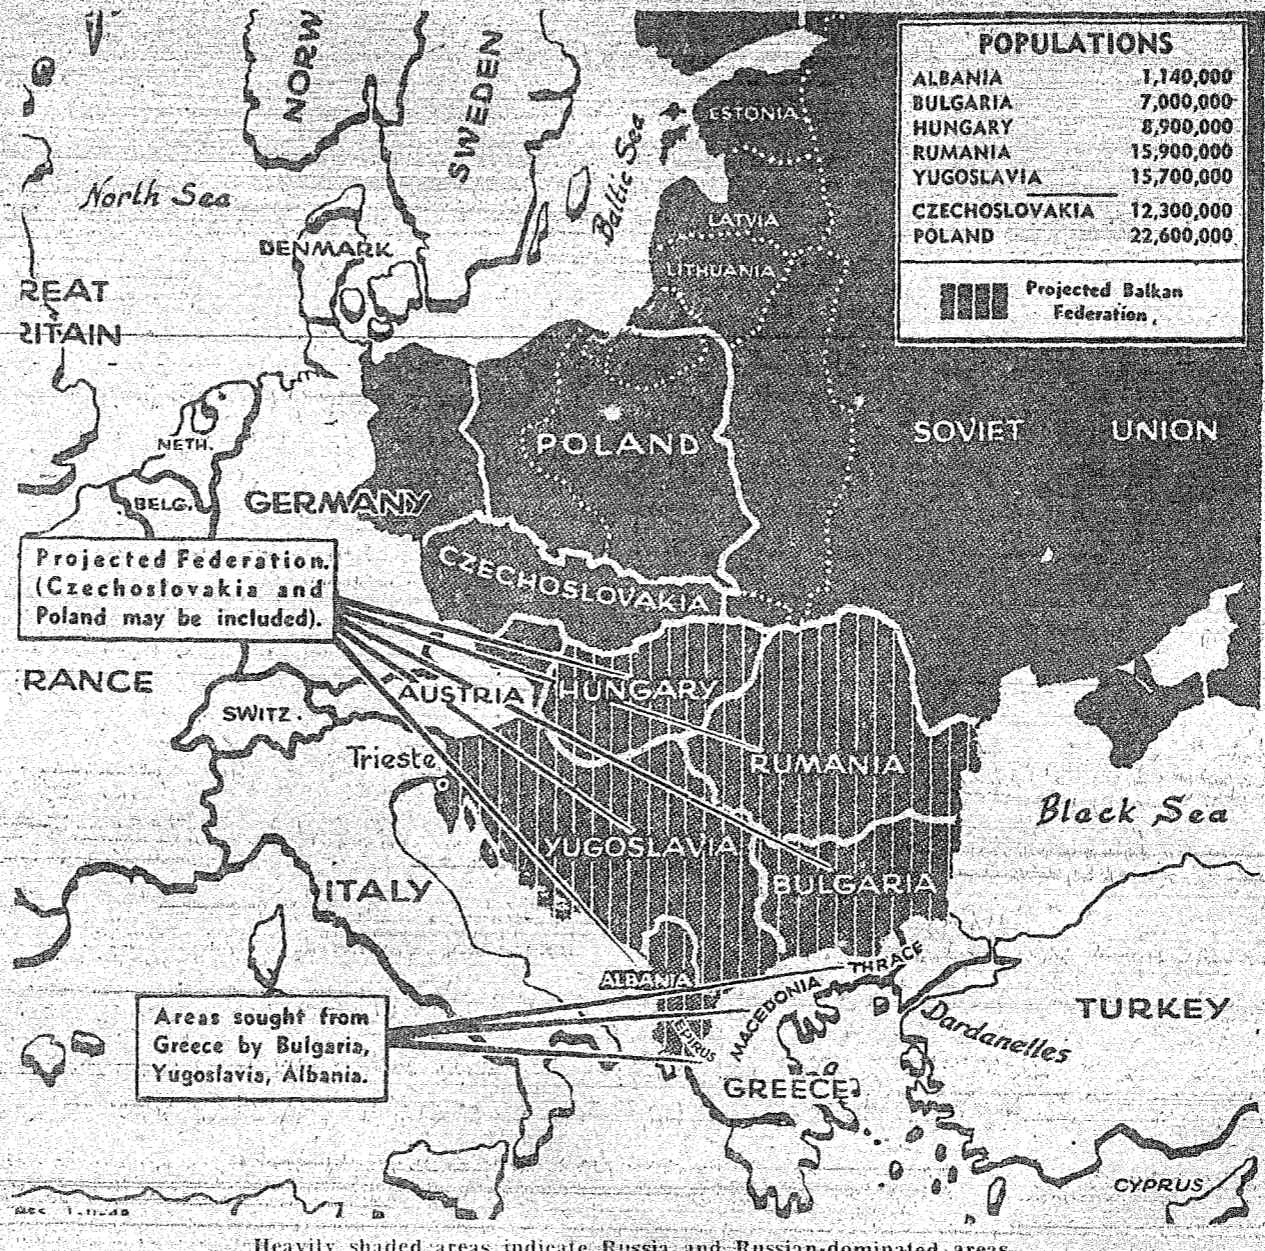 POPULATIONS
ALBANIA 1,140,000
BULGARIA 7,000,000
HUNGARY 8,900,000
RUMANIA 15,900,000
YUGOSLAVIA 15,700,000
CZECHOSLOVAKIA 12,300,000
POLAND 22,600,000
Projected Balkan
Federation.
NORW
SWEDEN
ESTONIA
Baltic Sea
North Sea
LATVIA
DENMARK
LITHUANIA
REAT
RITAIN
SOVIET UNION
POLAND
NETH.
BELG.
GERMANY
CZECHOSLOVAKIA
Projected Federation.
(Czechoslovakia and
Poland may be included).
RANCE
AUSTRIA
HUNGARY
SWITZ.
Trieste
RUMANIA
Black Sea
YUGOSLAVIA
BULGARIA
ITALY
THRACE
ALBANIA
MACEDONIA
TURKEY
Areas sought from
Greece by Bulgaria,
Yugoslavia, Albania.
EPIRUS
Dardanelles
GREECE
CYPRUS
Heavily shaded areas indicate Russia and Russian-dominated areas